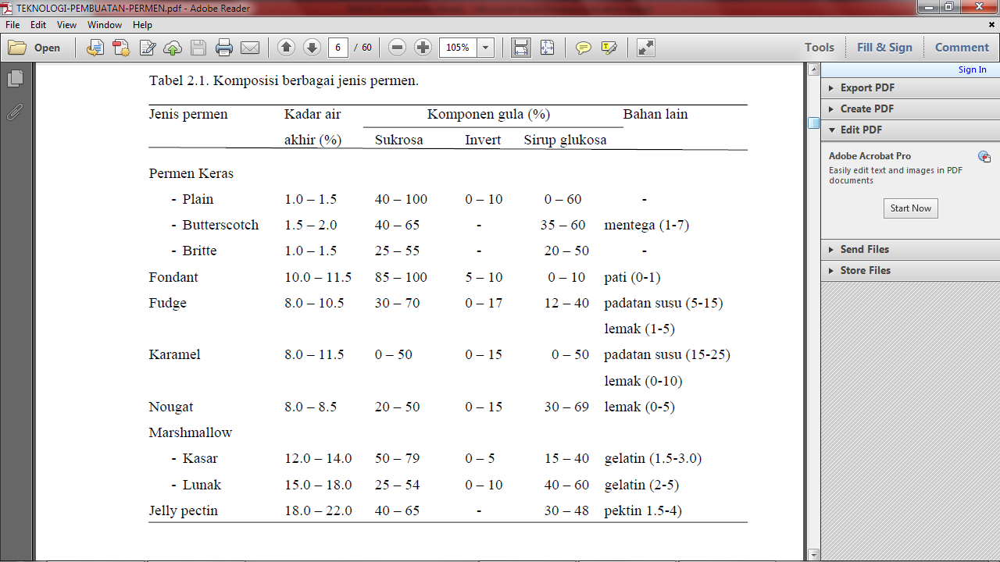 TEKNOLOGI-PEMBUATAN-PERMEN.pdf - Adobe Reader
File Edit View Window Help
Open 6 / 60 105% Tools Fill & Sign Comment
Sign In
Export PDF
Create PDF
Edit PDF
Adobe Acrobat Pro
Easily edit text and images in PDF
documents
Start Now
Send Files
Store Files
Tabel 2.1. Komposisi berbagai jenis permen.
Jenis permen Kadar air Komponen gula (%) Bahan lain
akhir (%) Sukrosa Invert Sirup glukosa
Permen Keras
- Plain 1.0 – 1.5 40 – 100 0 – 10 0 – 60 -
- Butterscotch 1.5 – 2.0 40 – 65 - 35 – 60 mentega (1-7)
- Britte 1.0 – 1.5 25 – 55 - 20 – 50 -
Fondant 10.0 – 11.5 85 – 100 5 – 10 0 – 10 pati (0-1)
Fudge 8.0 – 10.5 30 – 70 0 – 17 12 – 40 padatan susu (5-15)
lemak (1-5)
Karamel 8.0 – 11.5 0 – 50 0 – 15 0 – 50 padatan susu (15-25)
lemak (0-10)
Nougat 8.0 – 8.5 20 – 50 0 – 15 30 – 69 lemak (0-5)
Marshmallow
- Kasar 12.0 – 14.0 50 – 79 0 – 5 15 – 40 gelatin (1.5-3.0)
- Lunak 15.0 – 18.0 25 – 54 0 – 10 40 – 60 gelatin (2-5)
Jelly pectin 18.0 – 22.0 40 – 65 - 30 – 48 pektin 1.5-4)